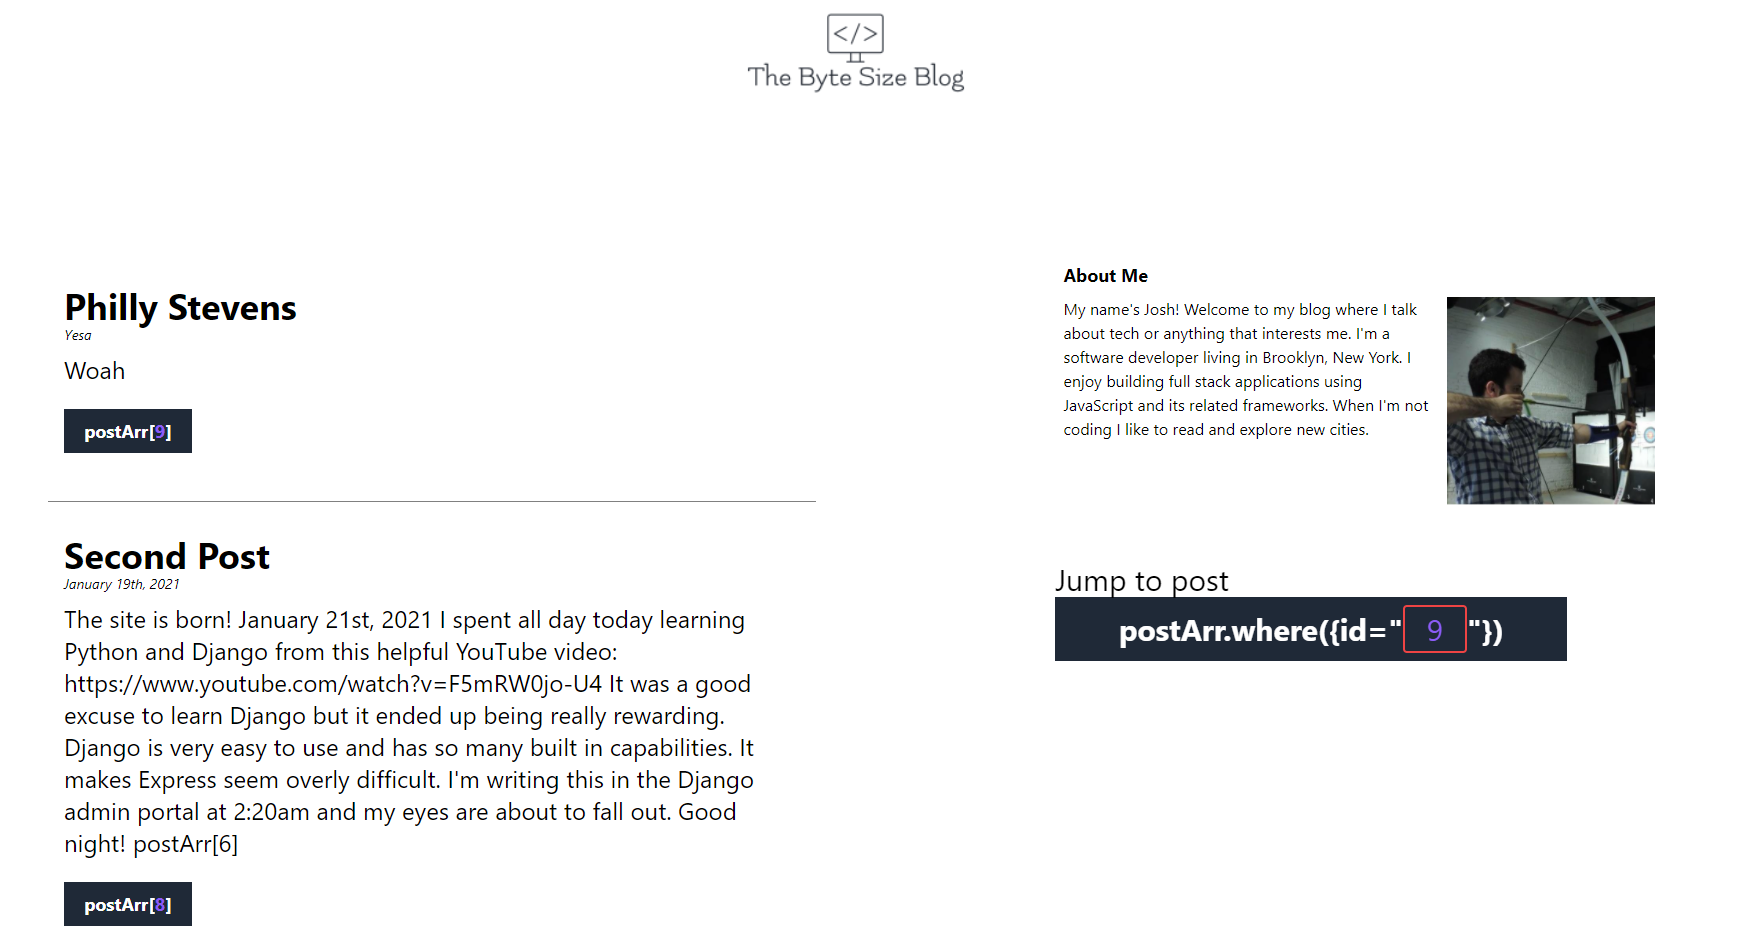 </>
The Byte Size Blog
Philly Stevens
Yesa
Woah
postArr[9]
Second Post
January 19th, 2021
The site is born! January 21st, 2021 I spent all day today learning
Python and Django from this helpful YouTube video:
https://www.youtube.com/watch?v=F5mRW0jo-U4 It was a good
excuse to learn Django but it ended up being really rewarding.
Django is very easy to use and has so many built in capabilities. It
makes Express seem overly difficult. I'm writing this in the Django
admin portal at 2:20am and my eyes are about to fall out. Good
night! postArr[6]
postArr[8]
About Me
My name's Josh! Welcome to my blog where I talk
about tech or anything that interests me. I'm a
software developer living in Brooklyn, New York. I
enjoy building full stack applications using
JavaScript and its related frameworks. When I'm not
coding I like to read and explore new cities.
Jump to post
postArr.where({id="9"})